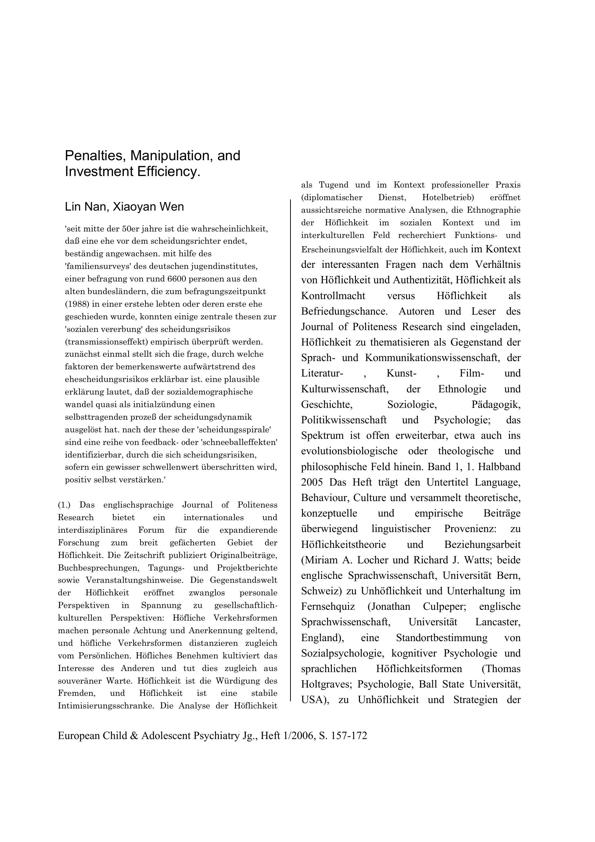 Penalties, Manipulation, and
Investment Efficiency.
Lin Nan, Xiaoyan Wen
'seit mitte der 50er jahre ist die wahrscheinlichkeit,
daß eine ehe vor dem scheidungsrichter endet,
beständig angewachsen. mit hilfe des
'familiensurveys' des deutschen jugendinstitutes,
einer befragung von rund 6600 personen aus den
alten bundesländern, die zum befragungszeitpunkt
(1988) in einer erstehe lebten oder deren erste ehe
geschieden wurde, konnten einige zentrale thesen zur
'sozialen vererbung' des scheidungsrisikos
(transmissionseffekt) empirisch überprüft werden.
zunächst einmal stellt sich die frage, durch welche
faktoren der bemerkenswerte aufwärtstrend des
ehescheidungsrisikos erklärbar ist. eine plausible
erklärung lautet, daß der sozialdemographische
wandel quasi als initialzündung einen
selbsttragenden prozeß der scheidungsdynamik
ausgelöst hat. nach der these der 'scheidungsspirale'
sind eine reihe von feedback- oder 'schneeballeffekten'
identifizierbar, durch die sich scheidungsrisiken,
sofern ein gewisser schwellenwert überschritten wird,
positiv selbst verstärken.'
(1.) Das englischsprachige Journal of Politeness
Research bietet ein internationales und
interdisziplinäres Forum für die expandierende
Forschung zum breit gefächerten Gebiet der
Höflichkeit. Die Zeitschrift publiziert Originalbeiträge,
Buchbesprechungen, Tagungs- und Projektberichte
sowie Veranstaltungshinweise. Die Gegenstandswelt
der Höflichkeit eröffnet zwanglos personale
Perspektiven in Spannung zu gesellschaftlich-
kulturellen Perspektiven: Höfliche Verkehrsformen
machen personale Achtung und Anerkennung geltend,
und höfliche Verkehrsformen distanzieren zugleich
vom Persönlichen. Höfliches Benehmen kultiviert das
Interesse des Anderen und tut dies zugleich aus
souveräner Warte. Höflichkeit ist die Würdigung des
Fremden, und Höflichkeit ist eine stabile
Intimisierungsschranke. Die Analyse der Höflichkeit
als Tugend und im Kontext professioneller Praxis
(diplomatischer Dienst, Hotelbetrieb) eröffnet
aussichtsreiche normative Analysen, die Ethnographie
der Höflichkeit im sozialen Kontext und im
interkulturellen Feld recherchiert Funktions- und
Erscheinungsvielfalt der Höflichkeit, auch im Kontext
der interessanten Fragen nach dem Verhältnis
von Höflichkeit und Authentizität, Höflichkeit als
Kontrollmacht versus Höflichkeit als
Befriedungschance. Autoren und Leser des
Journal of Politeness Research sind eingeladen,
Höflichkeit zu thematisieren als Gegenstand der
Sprach- und Kommunikationswissenschaft, der
Literatur- , Kunst- , Film- und
Kulturwissenschaft, der Ethnologie und
Geschichte, Soziologie, Pädagogik,
Politikwissenschaft und Psychologie; das
Spektrum ist offen erweiterbar, etwa auch ins
evolutionsbiologische oder theologische und
philosophische Feld hinein. Band 1, 1. Halbband
2005 Das Heft trägt den Untertitel Language,
Behaviour, Culture und versammelt theoretische,
konzeptuelle und empirische Beiträge
überwiegend linguistischer Provenienz: zu
Höflichkeitstheorie und Beziehungsarbeit
(Miriam A. Locher und Richard J. Watts; beide
englische Sprachwissenschaft, Universität Bern,
Schweiz) zu Unhöflichkeit und Unterhaltung im
Fernsehquiz (Jonathan Culpeper; englische
Sprachwissenschaft, Universität Lancaster,
England), eine Standortbestimmung von
Sozialpsychologie, kognitiver Psychologie und
sprachlichen Höflichkeitsformen (Thomas
Holtgraves; Psychologie, Ball State Universität,
USA), zu Unhöflichkeit und Strategien der
European Child & Adolescent Psychiatry Jg., Heft 1/2006, S. 157-172